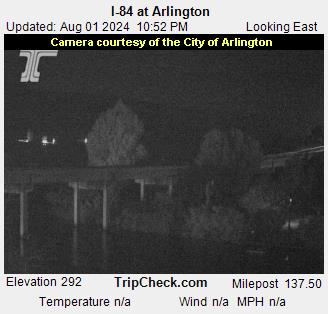 I-84 at Arlington
Updated: Aug 01 2024 10:52 PM Looking East
Camera courtesy of the City of Arlington
Elevation 292 TripCheck.com Milepost 137.50
Temperature n/a Wind n/a MPH n/a